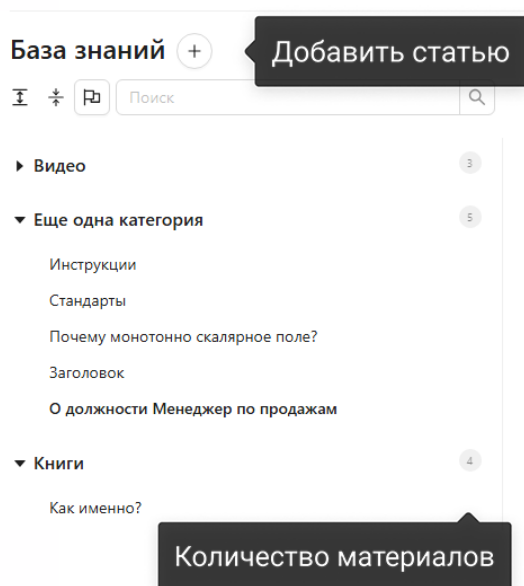 База знаний +
Добавить статью
Поиск
Видео 3
Еще одна категория 5
Инструкции
Стандарты
Почему монотонно скалярное поле?
Заголовок
О должности Менеджер по продажам
Книги 4
Как именно?
Количество материалов